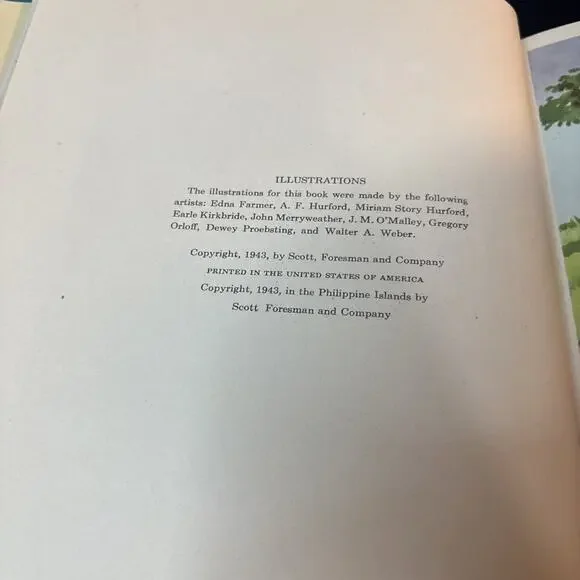 ILLUSTRATIONS
The illustrations for this book were made by the following
artists: Edna Farmer, A. F. Hurford, Miriam Story Hurford,
Earle Kirkbride, John Merryweather, J. M. O'Malley, Gregory
Orloff, Dewey Proebsting, and Walter A. Weber.
Copyright, 1943, by Scott, Foresman and Company
PRINTED IN THE UNITED STATES OF AMERICA
Copyright, 1943, in the Philippine Islands by
Scott Foresman and Company